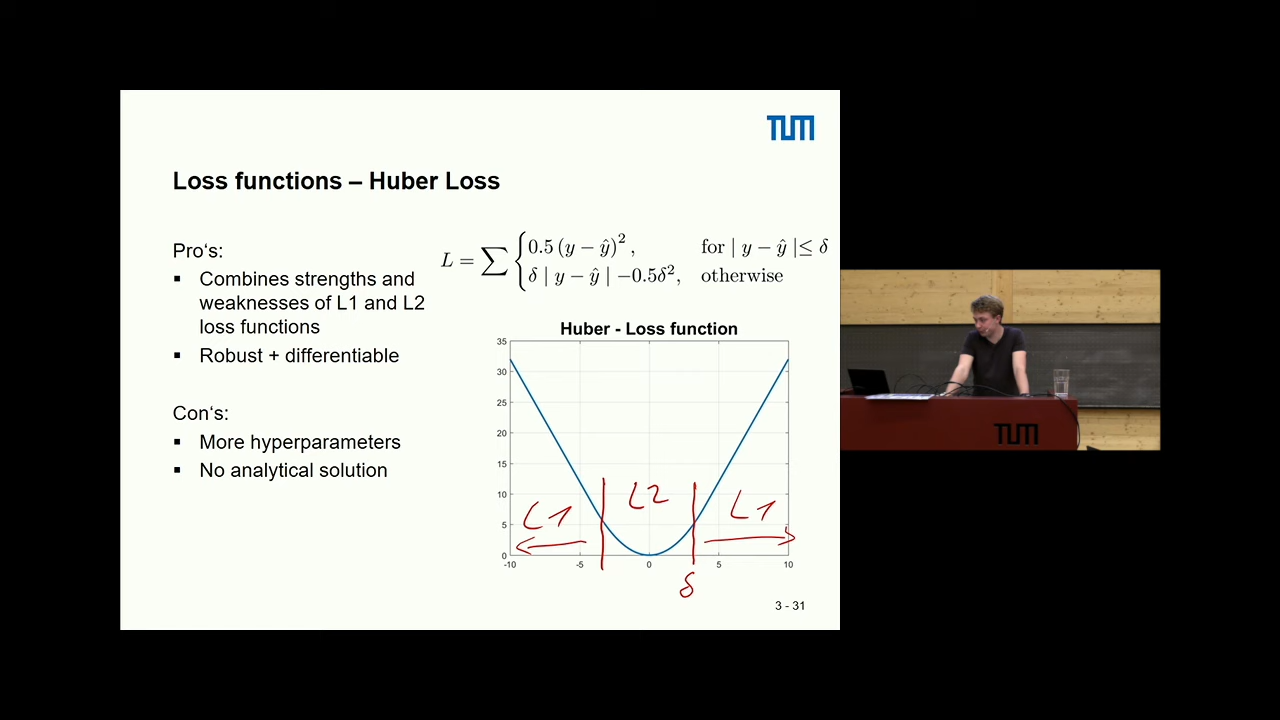 TUM
Loss functions – Huber Loss
Pro‘s:
▪ Combines strengths and
weaknesses of L1 and L2
loss functions
▪ Robust + differentiable
Con‘s:
▪ More hyperparameters
▪ No analytical solution
L = ∑ { 0.5 (y − ŷ)², for | y − ŷ |≤ δ
δ | y − ŷ | −0.5δ², otherwise
Huber - Loss function
35
30
25
20
15
10
5
0
-10 -5 0 5 10
L1 L2 L1
δ
3 - 31
TUM